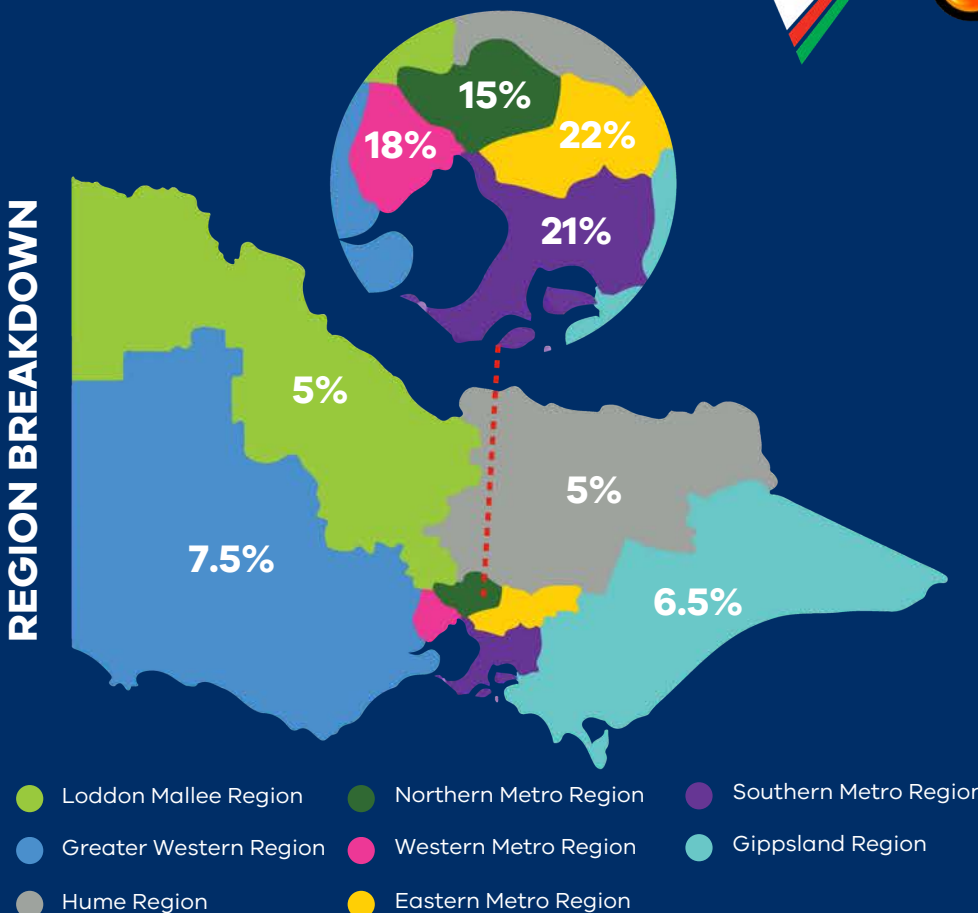 REGION BREAKDOWN
15%
18%
22%
21%
5%
5%
7.5%
6.5%
Loddon Mallee Region
Northern Metro Region
Southern Metro Region
Greater Western Region
Western Metro Region
Gippsland Region
Hume Region
Eastern Metro Region